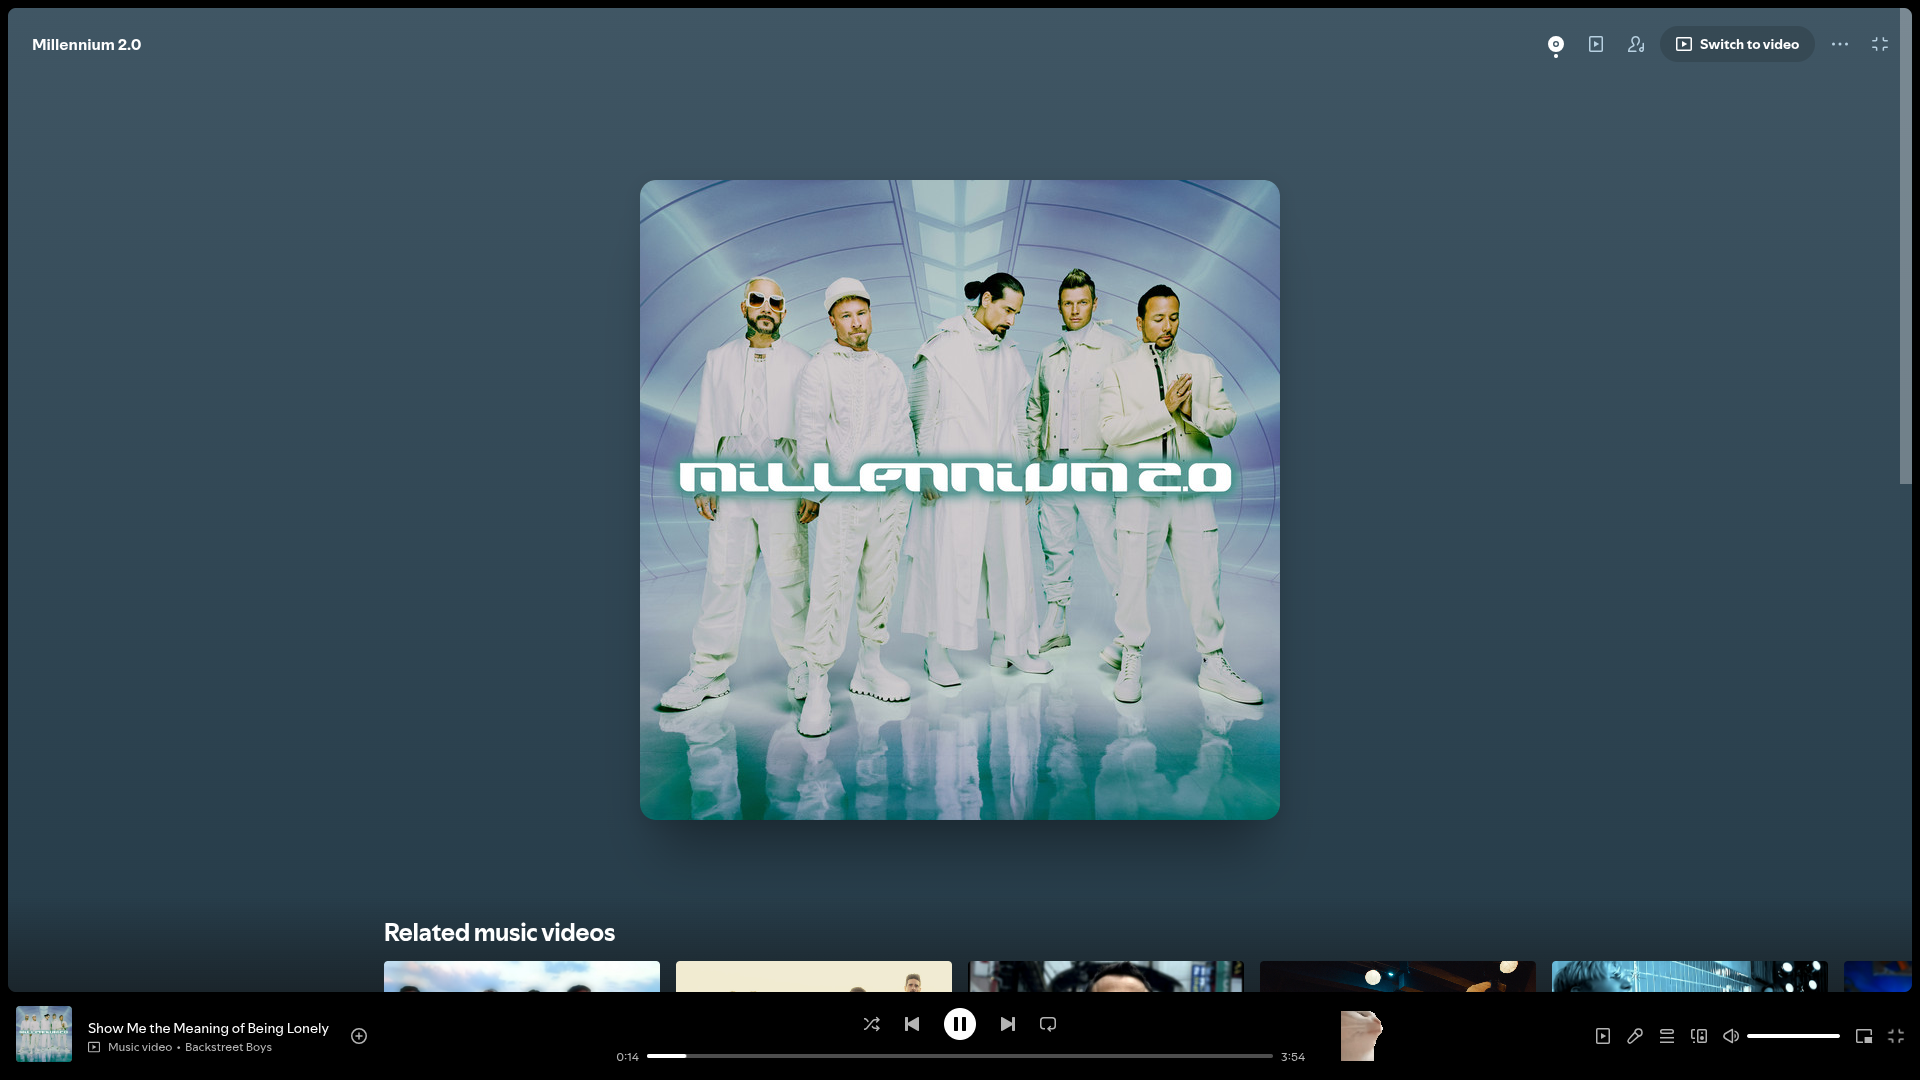 Millennium 2.0
Switch to video
MiLLENNiUM 2.0
Related music videos
Show Me the Meaning of Being Lonely
Music video • Backstreet Boys
0:14
3:54